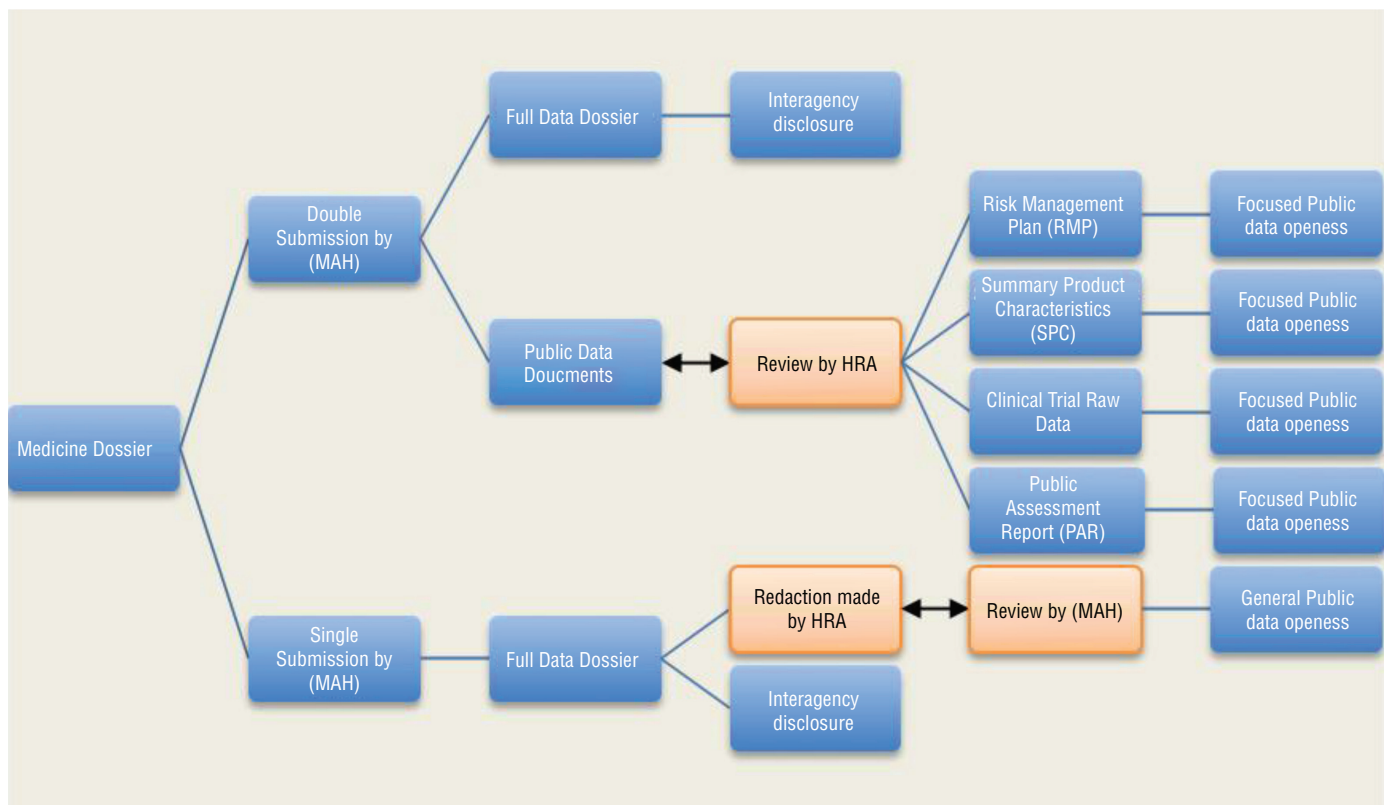 Medicine Dossier
Double
Submission by
(MAH)
Full Data Dossier
Interagency
disclosure
Public Data
Doucments
Review by HRA
Risk Management
Plan (RMP)
Focused Public
data openess
Summary Product
Characteristics
(SPC)
Focused Public
data openess
Clinical Trial Raw
Data
Focused Public
data openess
Public
Assessment
Report (PAR)
Focused Public
data openess
Single
Submission by
(MAH)
Full Data Dossier
Redaction made
by HRA
Review by (MAH)
General Public
data openess
Interagency
disclosure